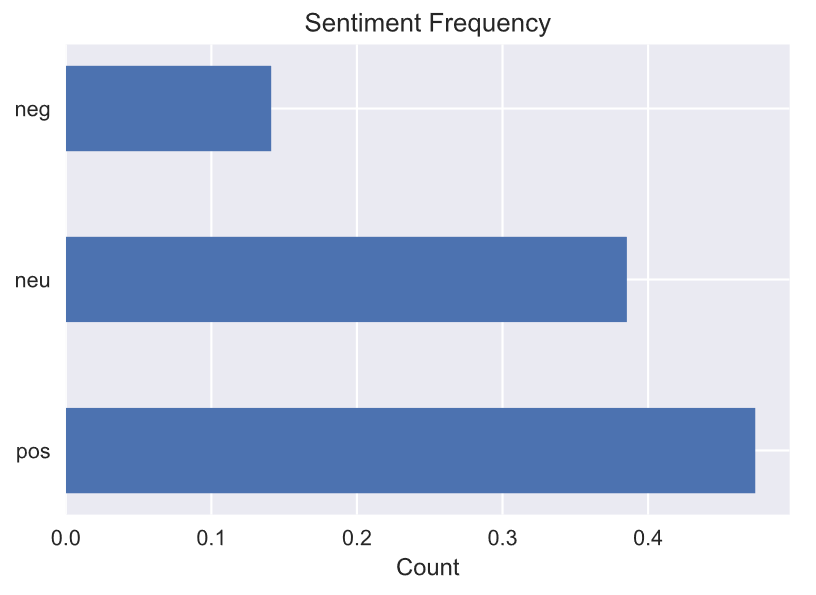 Sentiment Frequency
neg
neu
pos
0.0 0.1 0.2 0.3 0.4
Count